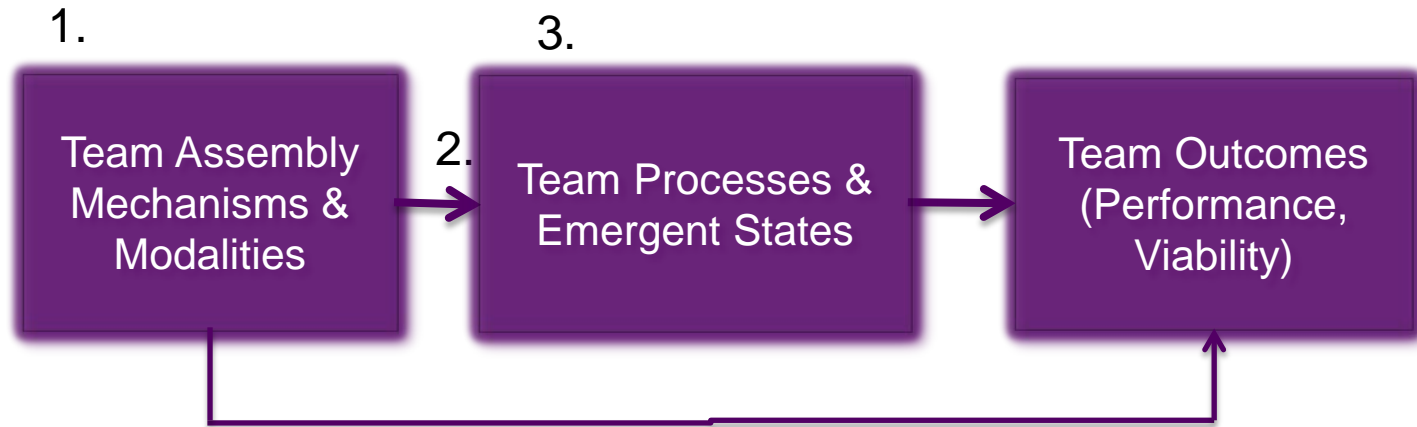 1.
Team Assembly
Mechanisms &
Modalities
2.
3.
Team Processes &
Emergent States
Team Outcomes
(Performance,
Viability)